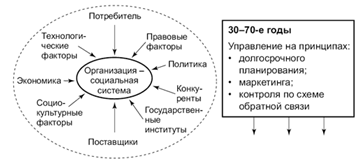 Потребитель
Технологи-
ческие
факторы
Правовые
факторы
Экономика
Организация –
социальная
система
Политика
Конку-
ренты
Социо-
культурные
факторы
Государствен-
ные
институты
Поставщики
30–70-е годы
Управление на принципах:
• долгосрочного
планирования;
• маркетинга;
• контроля по схеме
обратной связи